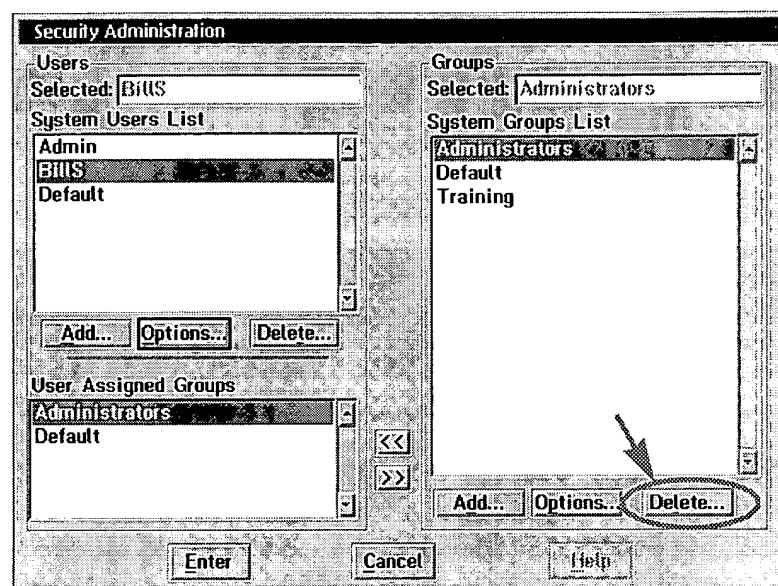 Security Administration
Users
Selected: BillS
System Users List
Admin
BillS
Default
Add... Options... Delete...
User Assigned Groups
Administrators
Default
<<
>>
Groups
Selected: Administrators
System Groups List
Administrators
Default
Training
Add... Options... Delete...
Enter Cancel Help